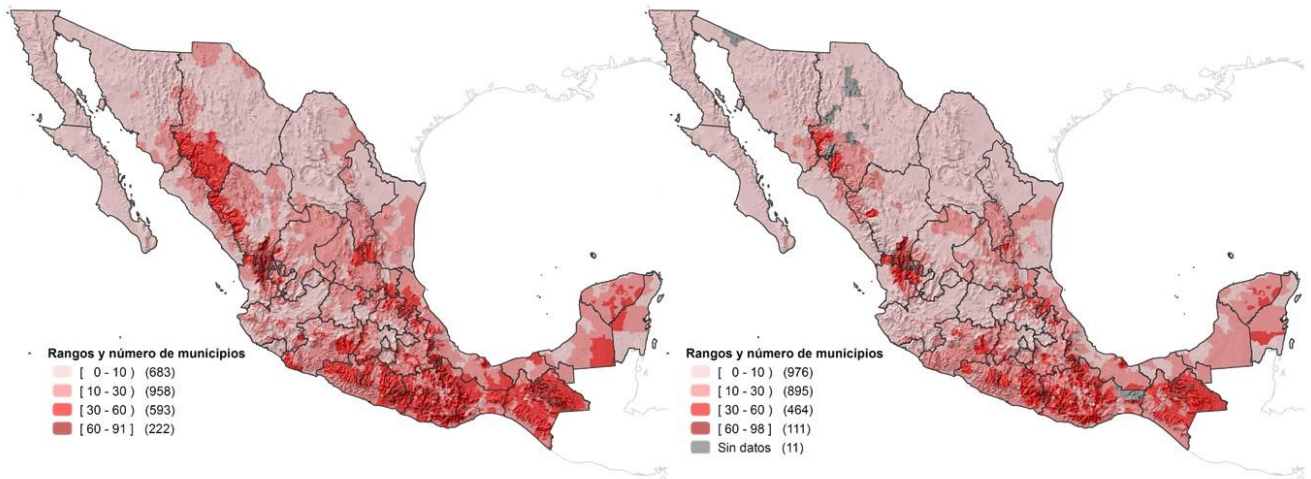 Rangos y número de municipios
[ 0 - 10 ) (683)
[ 10 - 30 ) (958)
[ 30 - 60 ) (593)
[ 60 - 91 ] (222)
Rangos y número de municipios
[ 0 - 10 ) (976)
[ 10 - 30 ) (895)
[ 30 - 60 ) (464)
[ 60 - 98 ] (111)
Sin datos (11)